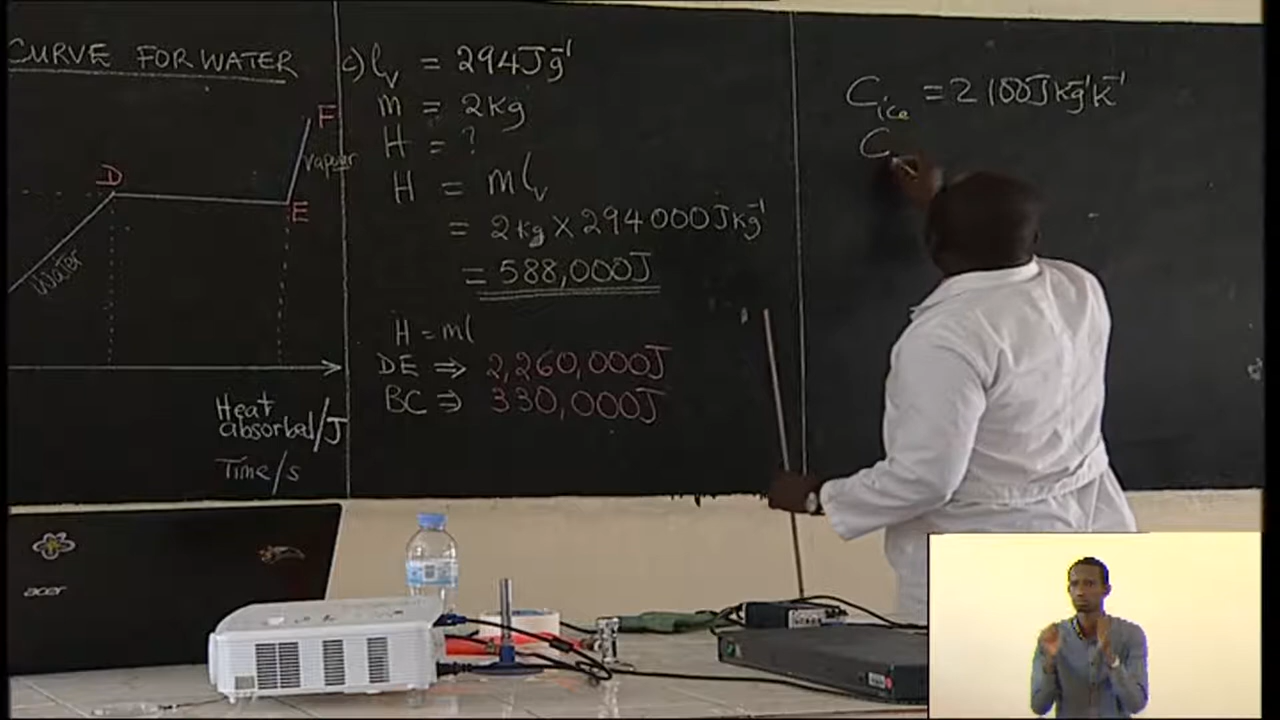 CURVE FOR WATER
F
vapour
D
E
Water
Heat
absorbed/J
Time/s
c) lv = 294Jg⁻¹
m = 2kg
H = ?
H = mlv
= 2kg × 294000Jkg⁻¹
= 588,000J
H = ml
DE ⇒ 2,260,000J
BC ⇒ 330,000J
Cice = 2100Jkg⁻¹K⁻¹
C
acer